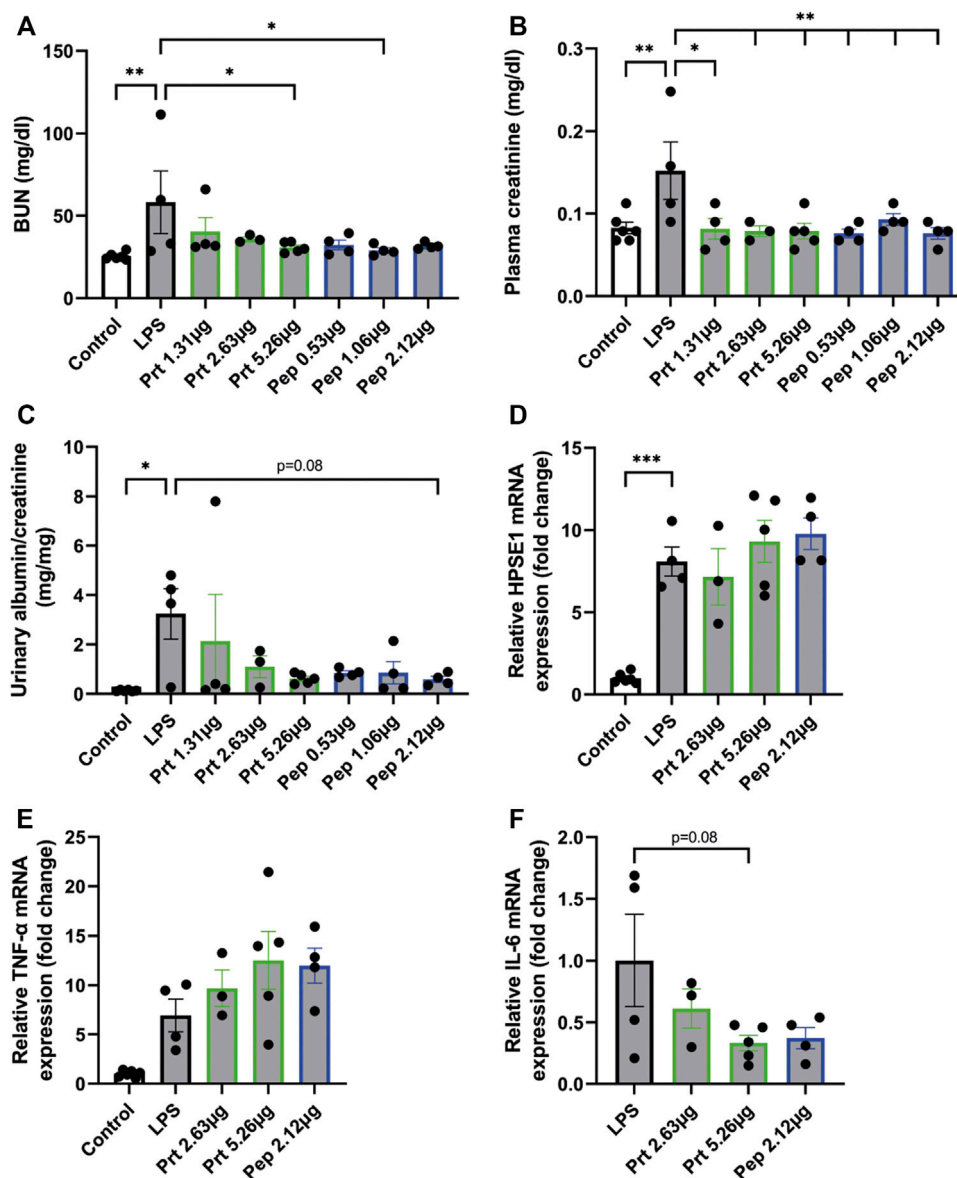 A
BUN (mg/dl)
150
100
50
0
**
*
*
Control
LPS
Prt 1.31µg
Prt 2.63µg
Prt 5.26µg
Pep 0.53µg
Pep 1.06µg
Pep 2.12µg
B
Plasma creatinine (mg/dl)
0.3
0.2
0.1
0.0
**
*
**
Control
LPS
Prt 1.31µg
Prt 2.63µg
Prt 5.26µg
Pep 0.53µg
Pep 1.06µg
Pep 2.12µg
C
Urinary albumin/creatinine
(mg/mg)
10
8
6
4
2
0
*
p=0.08
Control
LPS
Prt 1.31µg
Prt 2.63µg
Prt 5.26µg
Pep 0.53µg
Pep 1.06µg
Pep 2.12µg
D
Relative HPSE1 mRNA
expression (fold change)
15
10
5
0
***
Control
LPS
Prt 2.63µg
Prt 5.26µg
Pep 2.12µg
E
Relative TNF-α mRNA
expression (fold change)
25
20
15
10
5
0
Control
LPS
Prt 2.63µg
Prt 5.26µg
Pep 2.12µg
F
Relative IL-6 mRNA
expression (fold change)
2.0
1.5
1.0
0.5
0.0
p=0.08
LPS
Prt 2.63µg
Prt 5.26µg
Pep 2.12µg